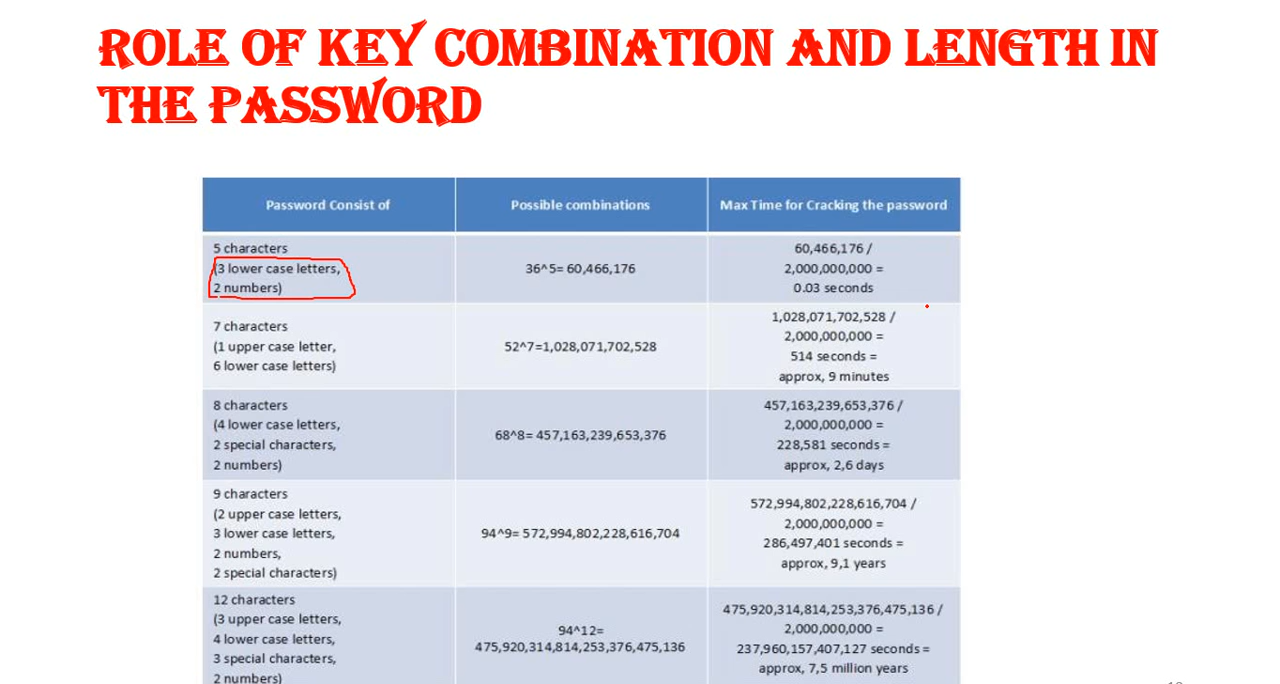 ROLE OF KEY COMBINATION AND LENGTH IN
THE PASSWORD
Password Consist of
Possible combinations
Max Time for Cracking the password
5 characters
(3 lower case letters,
2 numbers)
36^5= 60,466,176
60,466,176 /
2,000,000,000 =
0.03 seconds
7 characters
(1 upper case letter,
6 lower case letters)
52^7=1,028,071,702,528
1,028,071,702,528 /
2,000,000,000 =
514 seconds =
approx, 9 minutes
8 characters
(4 lower case letters,
2 special characters,
2 numbers)
68^8= 457,163,239,653,376
457,163,239,653,376 /
2,000,000,000 =
228,581 seconds =
approx, 2,6 days
9 characters
(2 upper case letters,
3 lower case letters,
2 numbers,
2 special characters)
94^9= 572,994,802,228,616,704
572,994,802,228,616,704 /
2,000,000,000 =
286,497,401 seconds =
approx, 9,1 years
12 characters
(3 upper case letters,
4 lower case letters,
3 special characters,
2 numbers)
94^12=
475,920,314,814,253,376,475,136
475,920,314,814,253,376,475,136 /
2,000,000,000 =
237,960,157,407,127 seconds =
approx, 7,5 million years